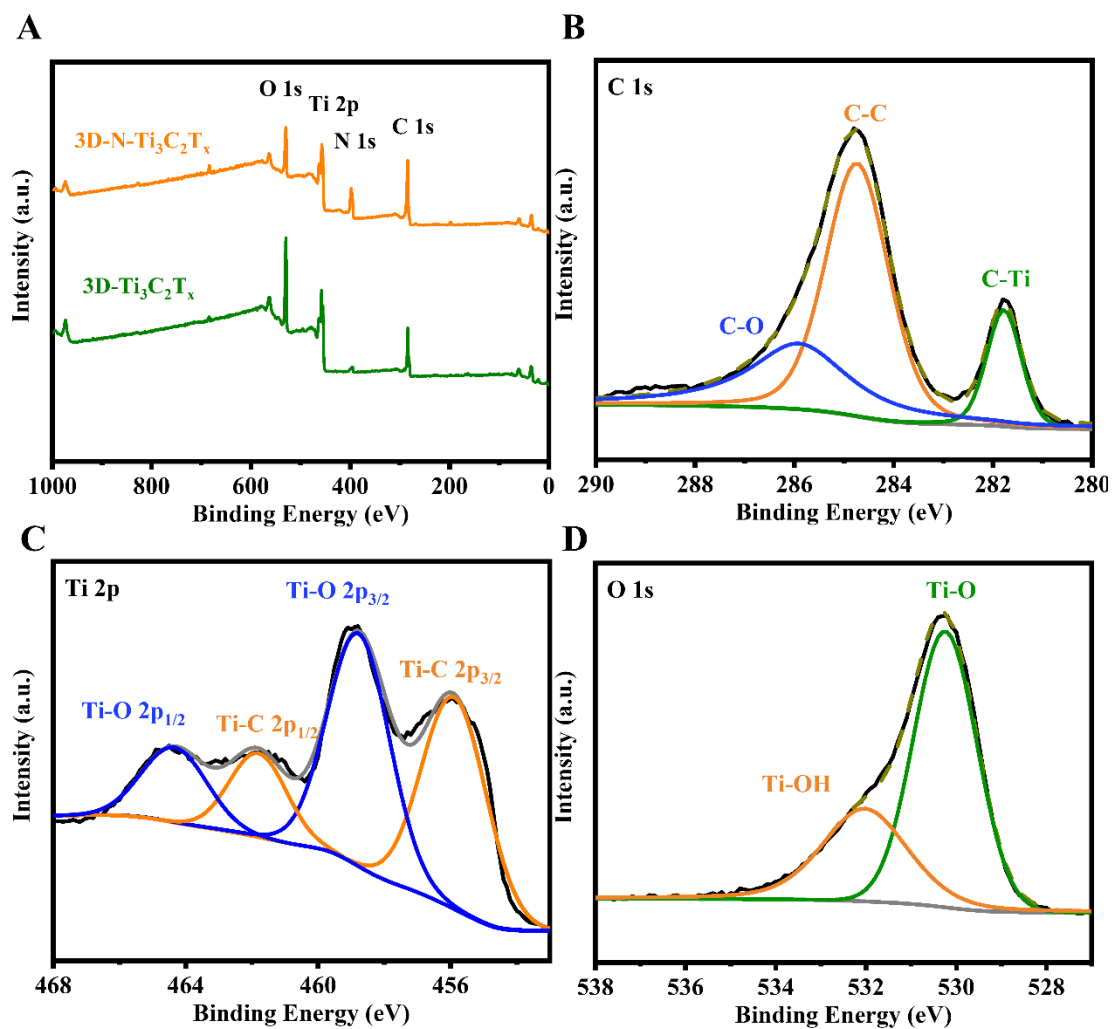 A
O 1s
Ti 2p
N 1s
C 1s
3D-N-Ti₃C₂Tₓ
3D-Ti₃C₂Tₓ
Intensity (a.u.)
1000 800 600 400 200 0
Binding Energy (eV)
B
C 1s
C-C
C-Ti
C-O
Intensity (a.u.)
290 288 286 284 282 280
Binding Energy (eV)
C
Ti 2p
Ti-O 2p₃/₂
Ti-C 2p₃/₂
Ti-O 2p₁/₂
Ti-C 2p₁/₂
Intensity (a.u.)
468 464 460 456
Binding Energy (eV)
D
O 1s
Ti-O
Ti-OH
Intensity (a.u.)
538 536 534 532 530 528
Binding Energy (eV)